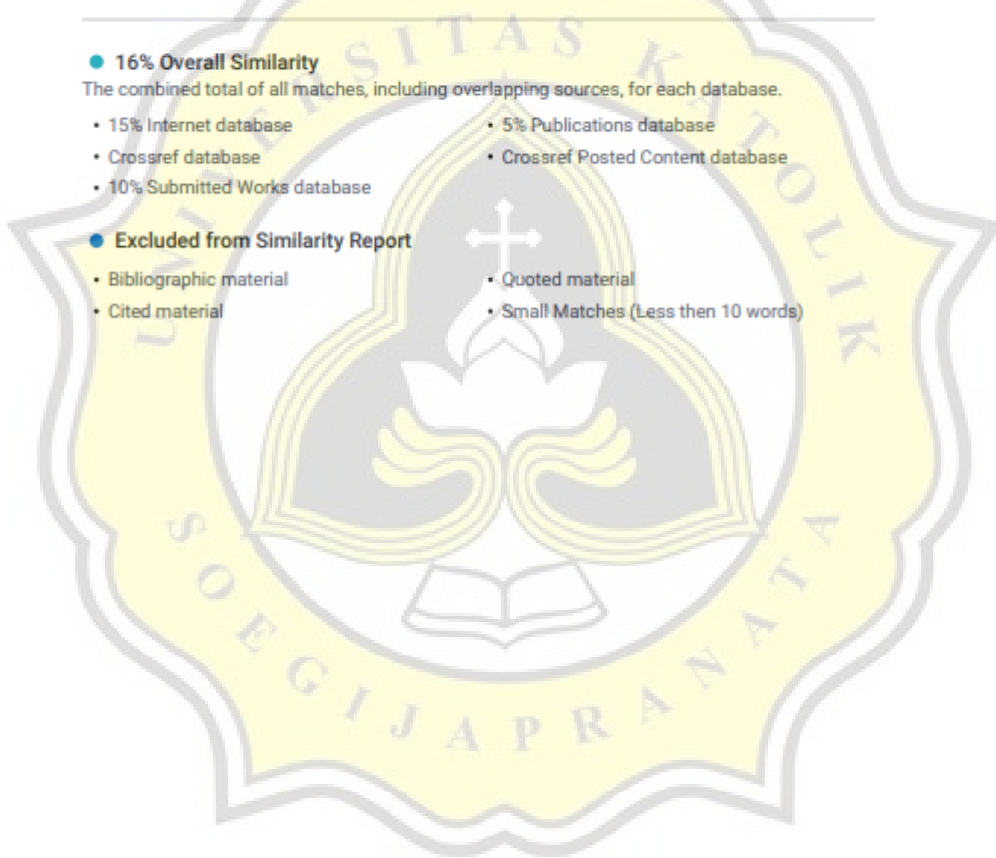 16% Overall Similarity
The combined total of all matches, including overlapping sources, for each database.
• 15% Internet database
• 5% Publications database
• Crossref database
• Crossref Posted Content database
• 10% Submitted Works database
Excluded from Similarity Report
• Bibliographic material
• Quoted material
• Cited material
• Small Matches (Less then 10 words)
UNIVERSITAS KATOLIK
SOEGIJAPRANATA